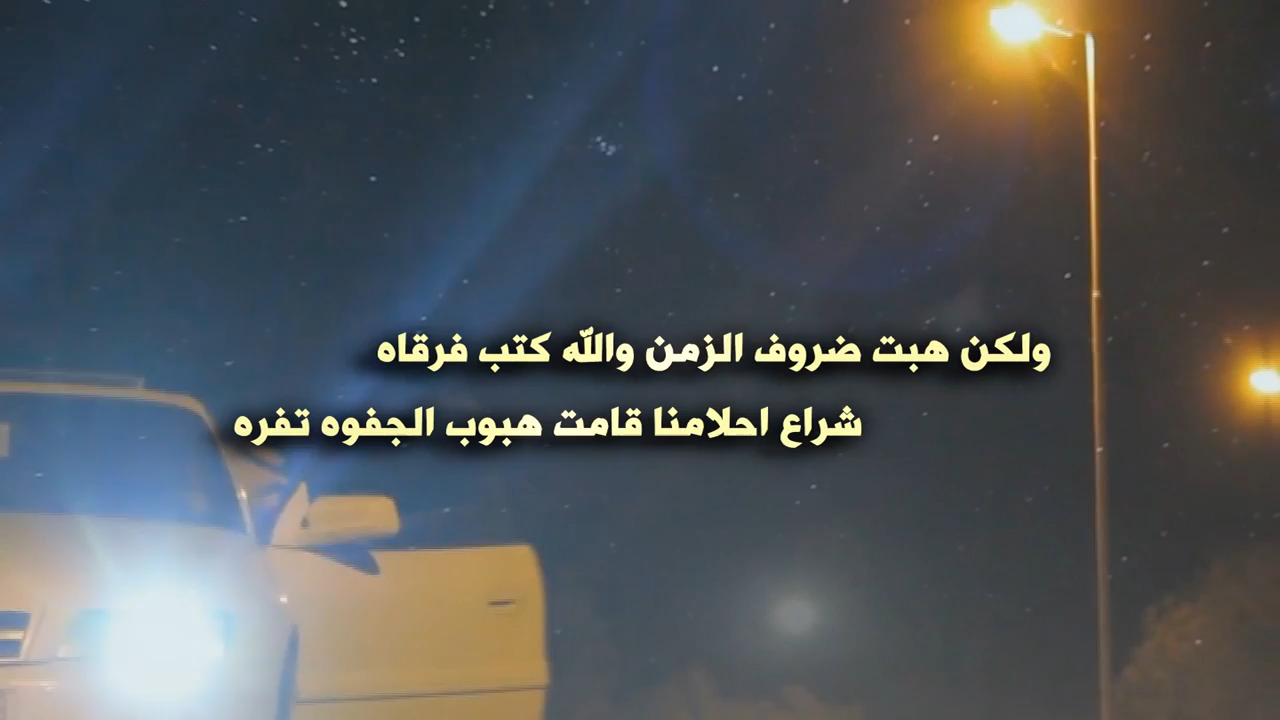 ولكن هبت ضروف الزمن والله كتب فرقاه
شراع احلامنا قامت هبوب الجفوه تفره